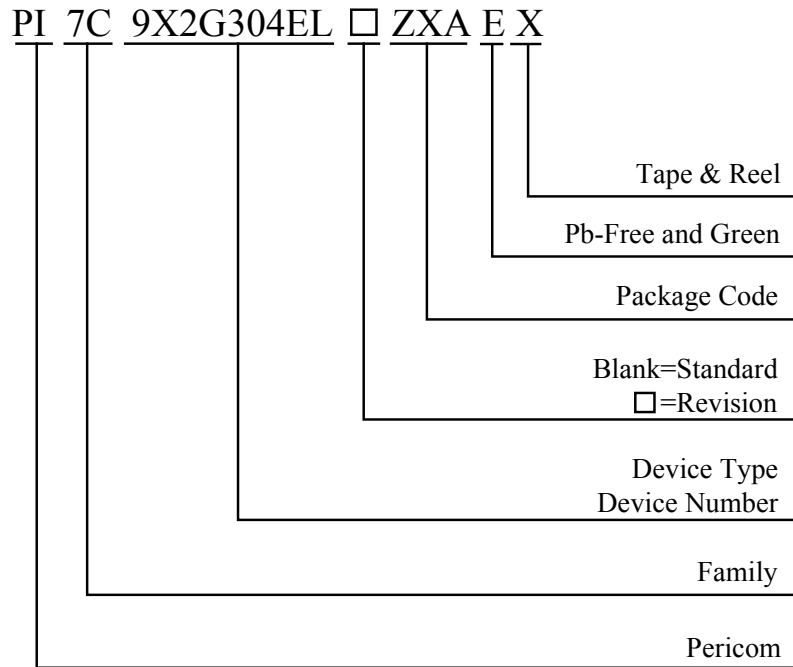 PI 7C 9X2G304EL □ ZXA E X
Tape & Reel
Pb-Free and Green
Package Code
Blank=Standard
□=Revision
Device Type
Device Number
Family
Pericom